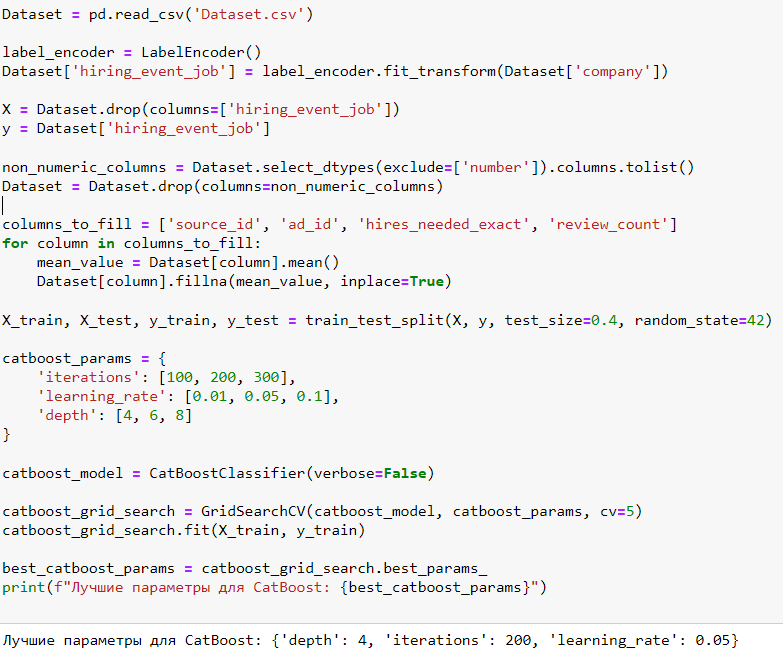 Dataset = pd.read_csv('Dataset.csv')
label_encoder = LabelEncoder()
Dataset['hiring_event_job'] = label_encoder.fit_transform(Dataset['company'])
X = Dataset.drop(columns=['hiring_event_job'])
y = Dataset['hiring_event_job']
non_numeric_columns = Dataset.select_dtypes(exclude=['number']).columns.tolist()
Dataset = Dataset.drop(columns=non_numeric_columns)
columns_to_fill = ['source_id', 'ad_id', 'hires_needed_exact', 'review_count']
for column in columns_to_fill:
    mean_value = Dataset[column].mean()
    Dataset[column].fillna(mean_value, inplace=True)
X_train, X_test, y_train, y_test = train_test_split(X, y, test_size=0.4, random_state=42)
catboost_params = {
    'iterations': [100, 200, 300],
    'learning_rate': [0.01, 0.05, 0.1],
    'depth': [4, 6, 8]
}
catboost_model = CatBoostClassifier(verbose=False)
catboost_grid_search = GridSearchCV(catboost_model, catboost_params, cv=5)
catboost_grid_search.fit(X_train, y_train)
best_catboost_params = catboost_grid_search.best_params_
print(f"Лучшие параметры для CatBoost: {best_catboost_params}")
Лучшие параметры для CatBoost: {'depth': 4, 'iterations': 200, 'learning_rate': 0.05}